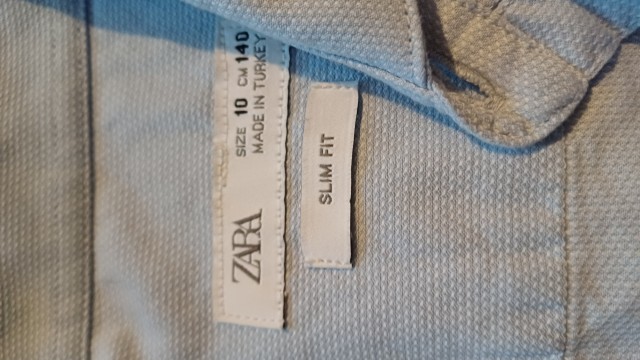 ZARA
SIZE 10 CM 140
MADE IN TURKEY
SLIM FIT